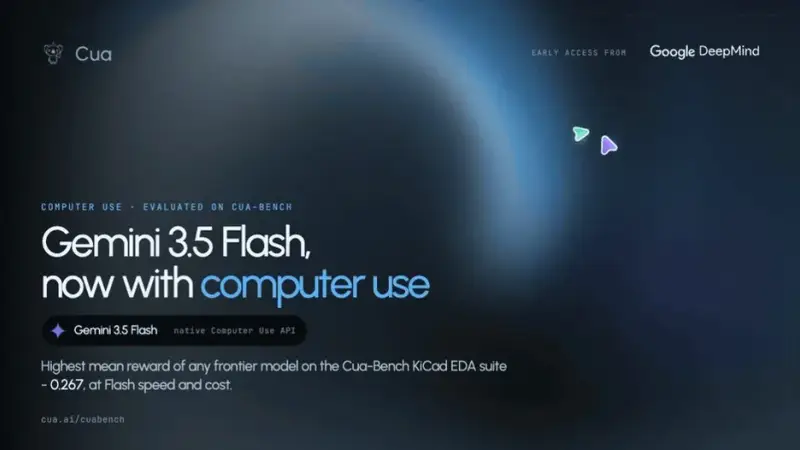 Cua
EARLY ACCESS FROM
Google DeepMind
COMPUTER USE · EVALUATED ON CUA-BENCH
Gemini 3.5 Flash,
now with computer use
Gemini 3.5 Flash native Computer Use API
Highest mean reward of any frontier model on the Cua-Bench KiCad EDA suite
- 0.267, at Flash speed and cost.
cua.ai/cuabench